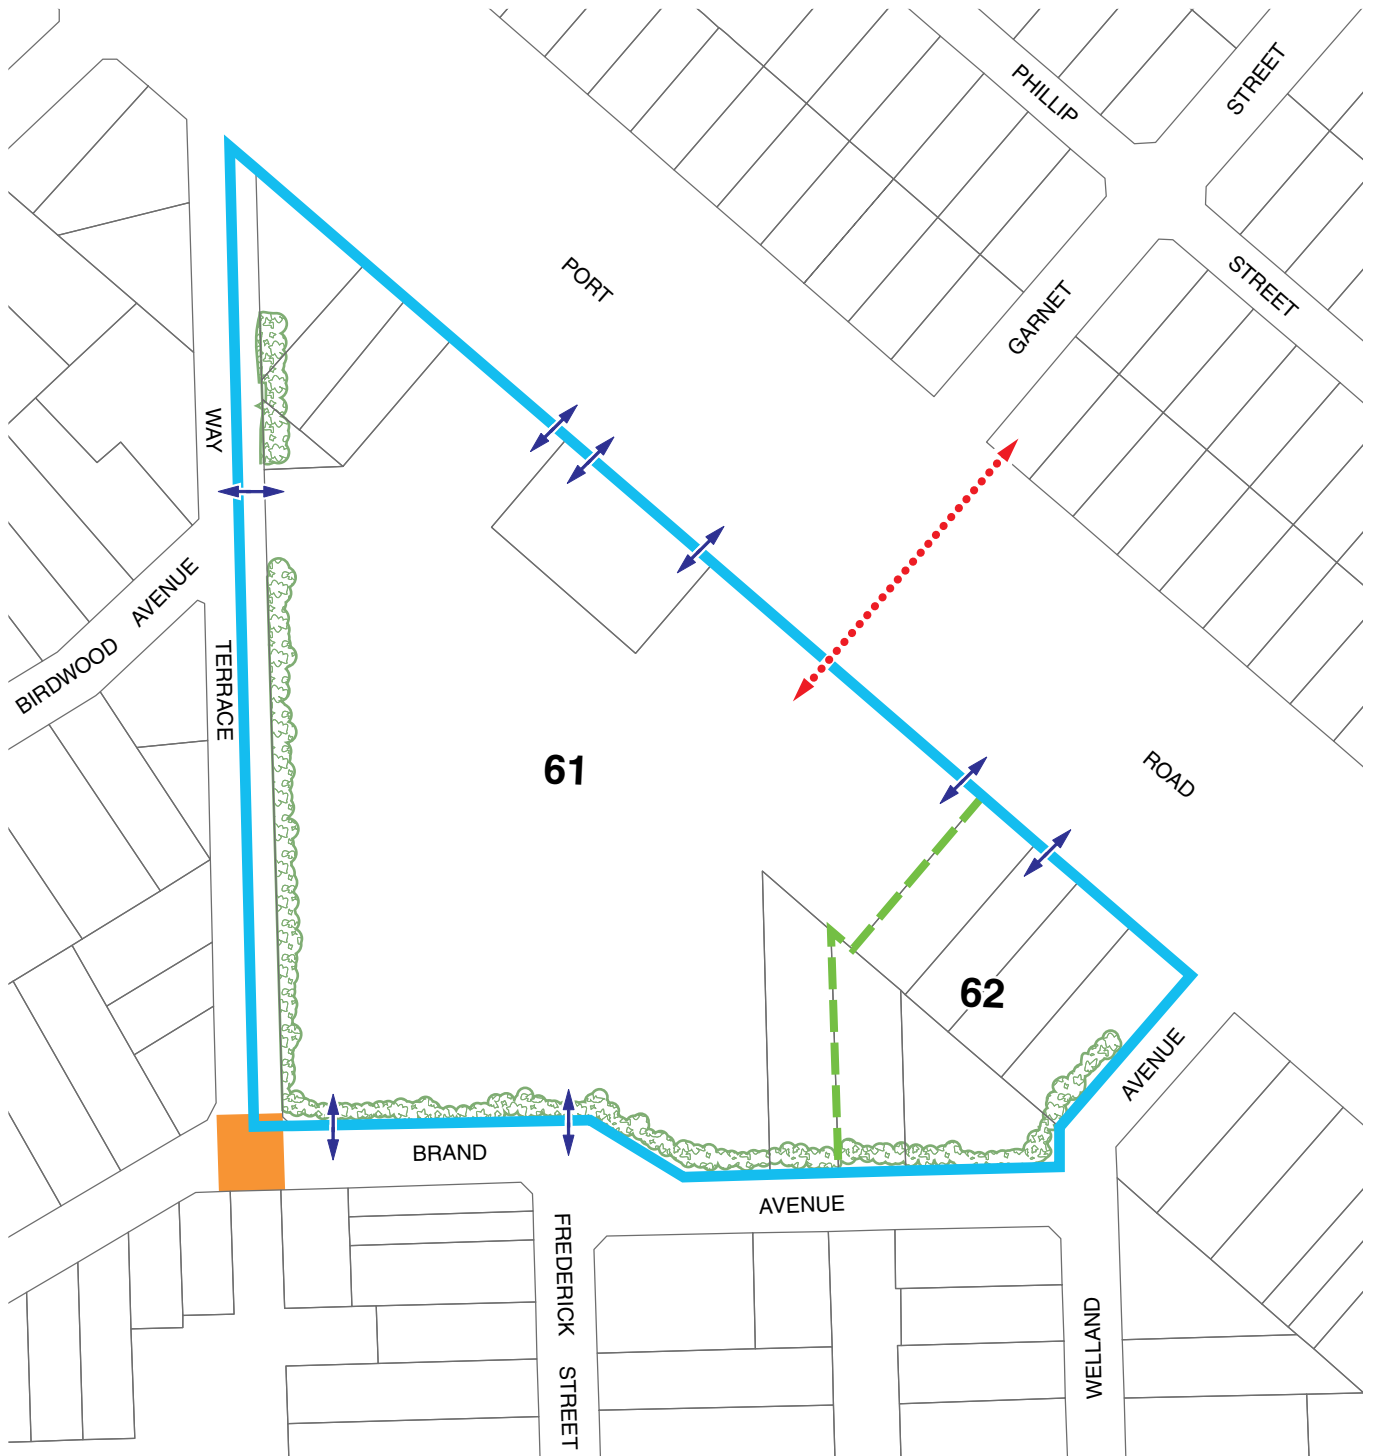 PHILLIP
STREET
PORT
STREET
GARNET
WAY
AVENUE
BIRDWOOD
TERRACE
61
ROAD
62
AVENUE
BRAND
AVENUE
FREDERICK
STREET
WELLAND